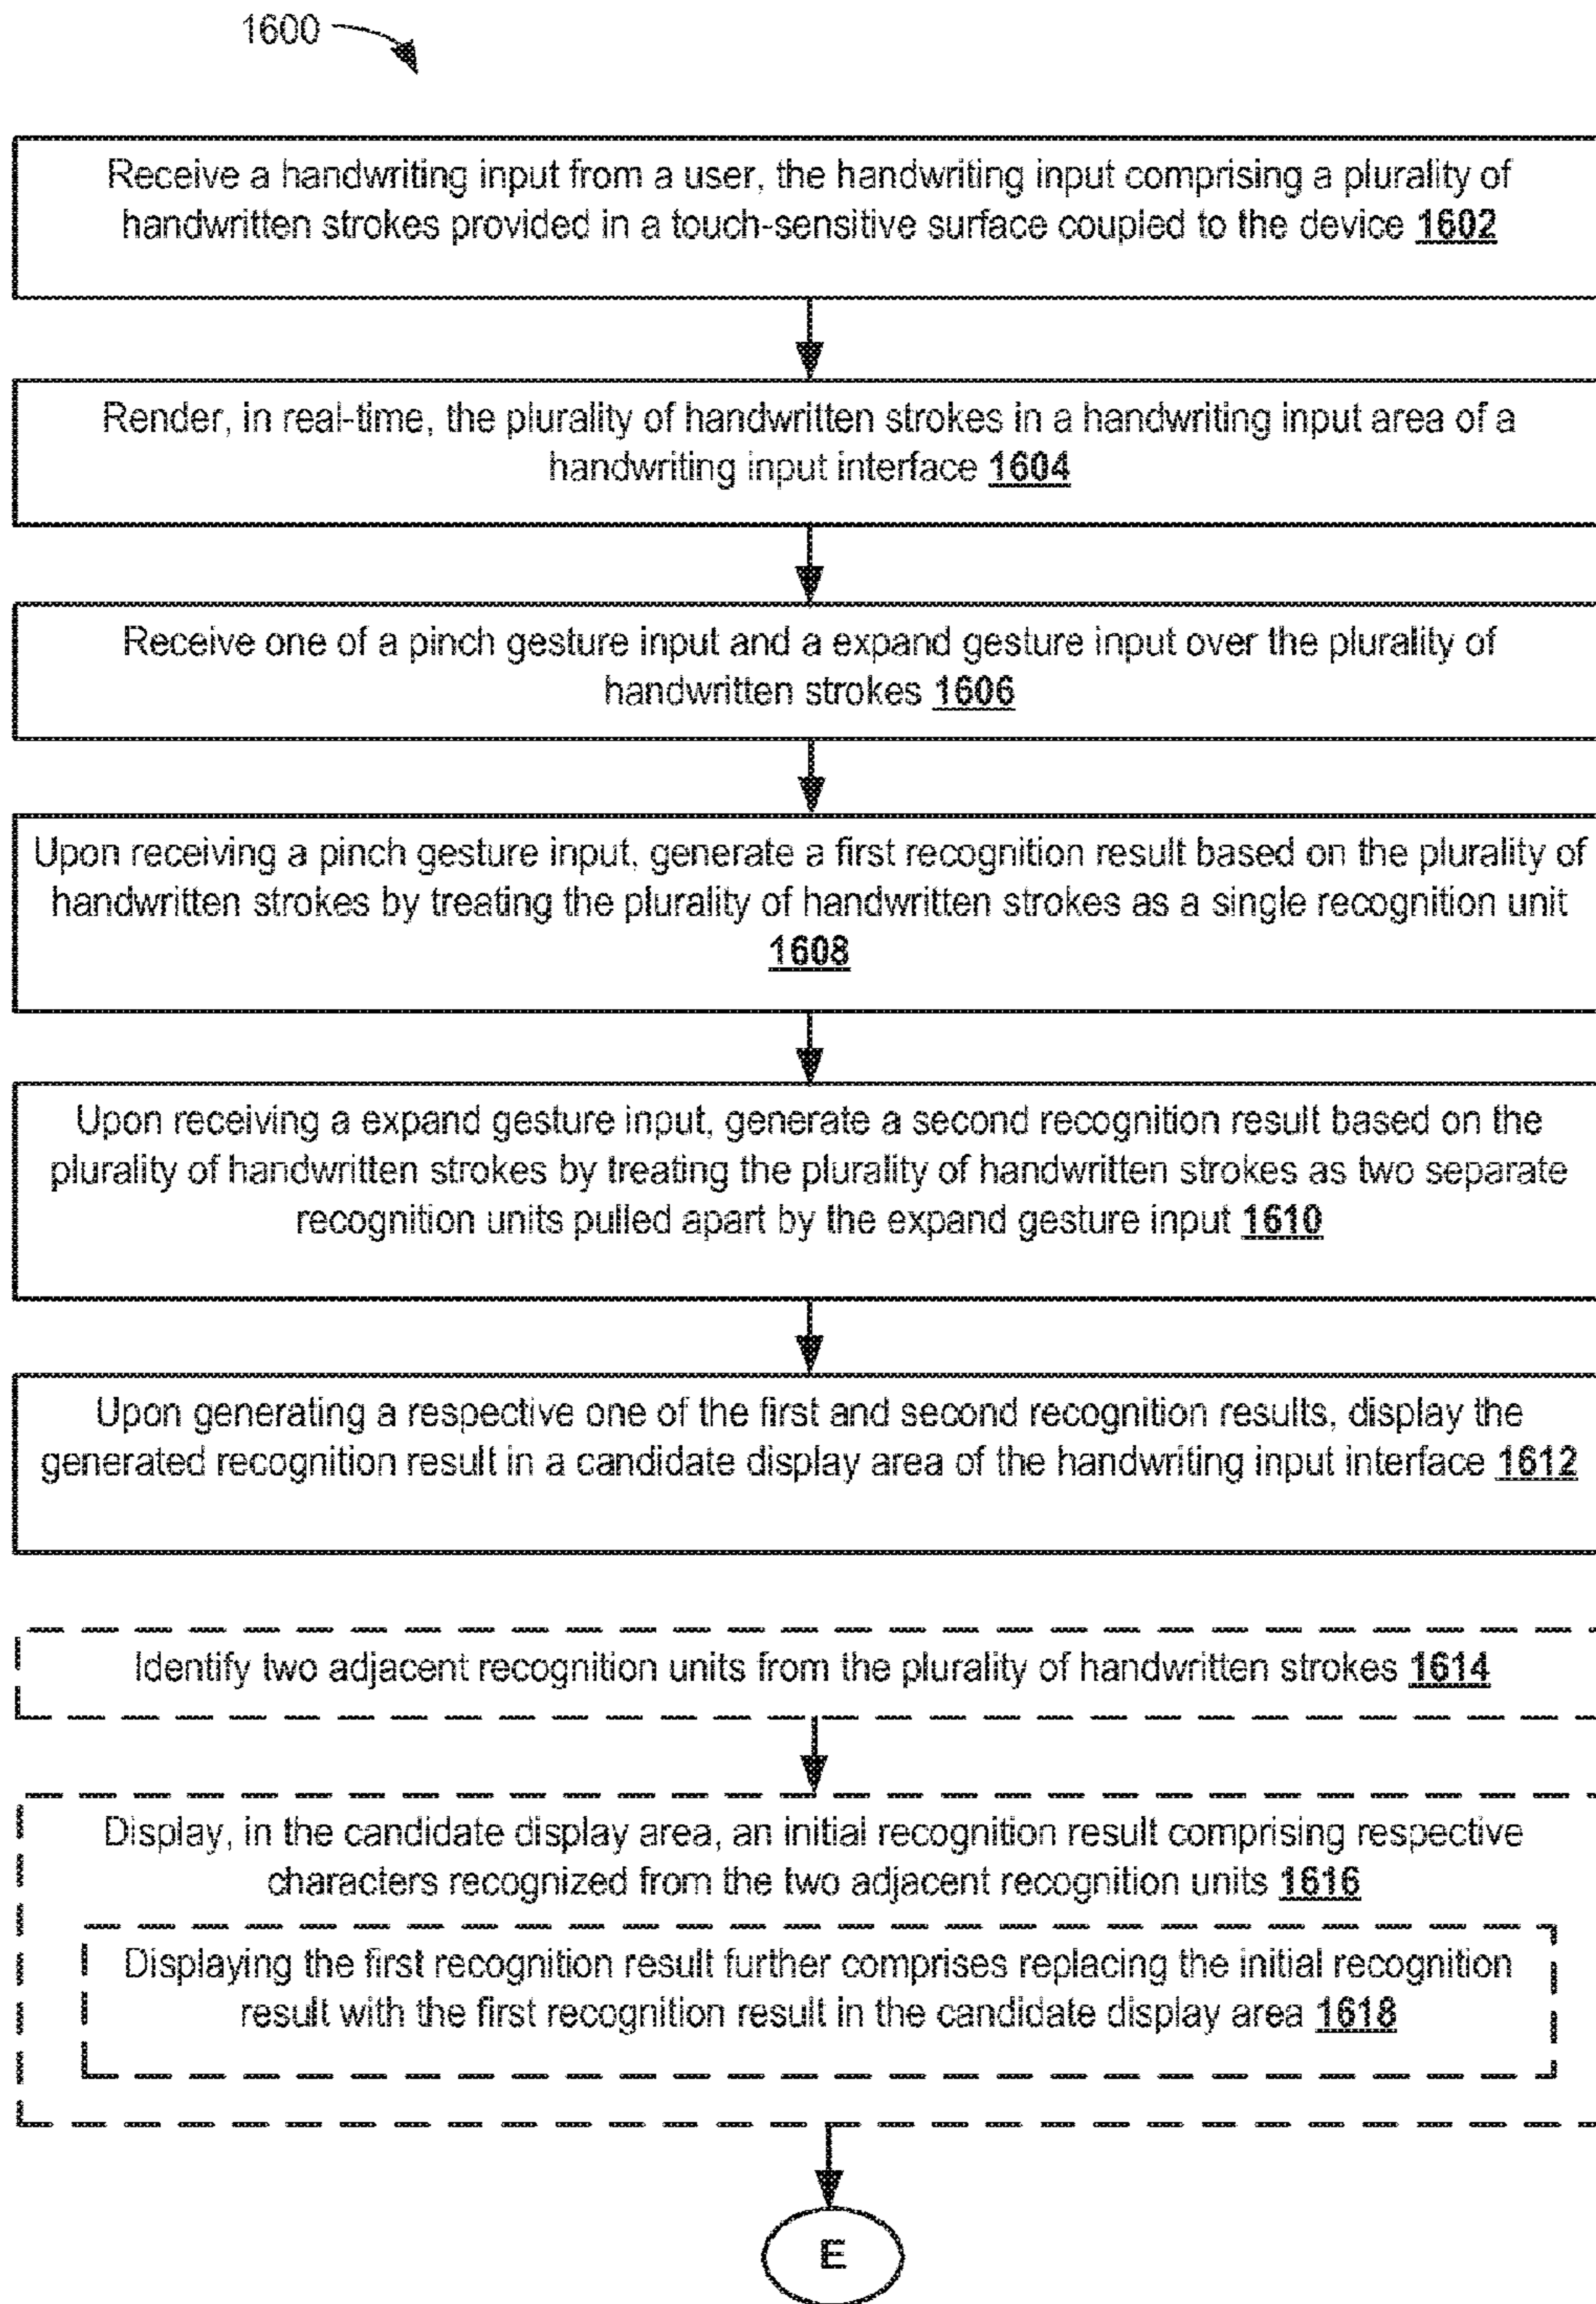 1600
Receive a handwriting input from a user, the handwriting input comprising a plurality of
handwritten strokes provided in a touch-sensitive surface coupled to the device 1602
Render, in real-time, the plurality of handwritten strokes in a handwriting input area of a
handwriting input interface 1604
Receive one of a pinch gesture input and a expand gesture input over the plurality of
handwritten strokes 1606
Upon receiving a pinch gesture input, generate a first recognition result based on the plurality of
handwritten strokes by treating the plurality of handwritten strokes as a single recognition unit
1608
Upon receiving a expand gesture input, generate a second recognition result based on the
plurality of handwritten strokes by treating the plurality of handwritten strokes as two separate
recognition units pulled apart by the expand gesture input 1610
Upon generating a respective one of the first and second recognition results, display the
generated recognition result in a candidate display area of the handwriting input interface 1612
Identify two adjacent recognition units from the plurality of handwritten strokes 1614
Display, in the candidate display area, an initial recognition result comprising respective
characters recognized from the two adjacent recognition units 1616
Displaying the first recognition result further comprises replacing the initial recognition
result with the first recognition result in the candidate display area 1618
E